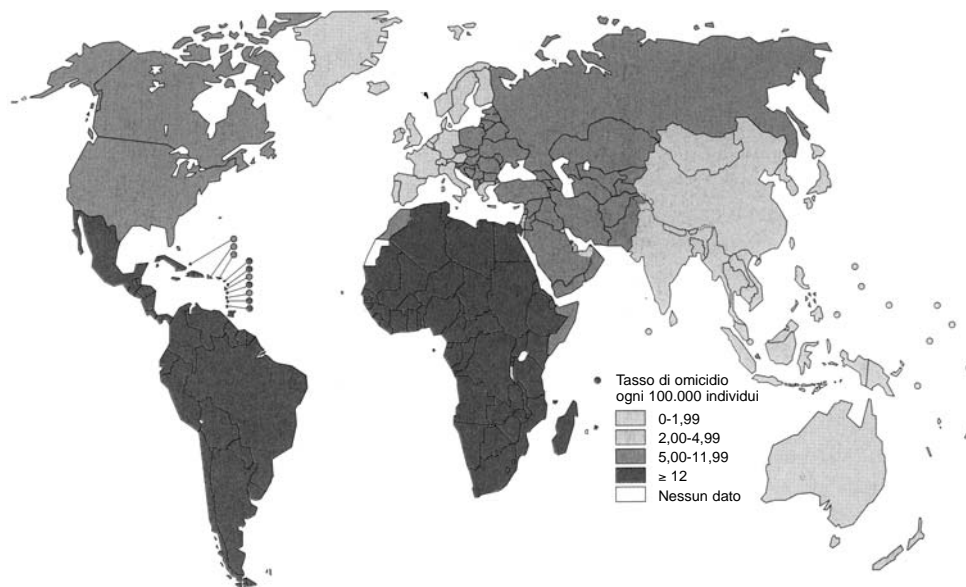 Tasso di omicidio
ogni 100.000 individui
0-1,99
2,00-4,99
5,00-11,99
≥ 12
Nessun dato